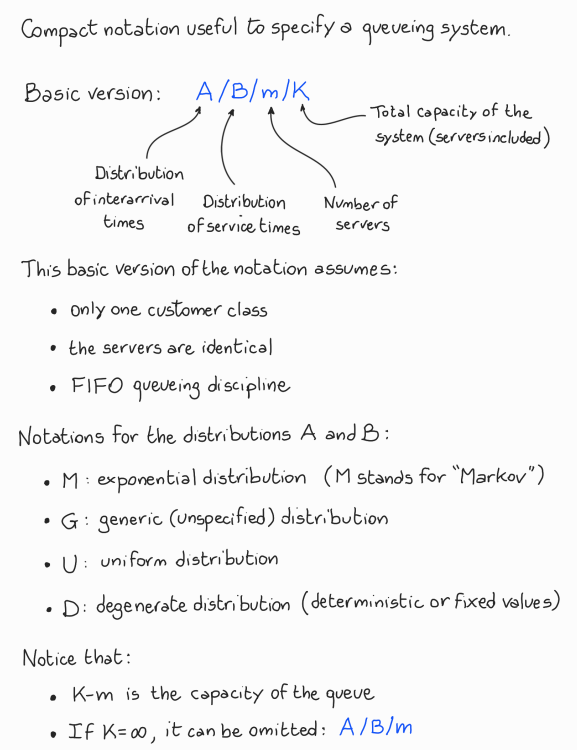 Compact notation useful to specify a queueing system.
Basic version: A/B/m/K
Total capacity of the
system (servers included)
Distribution
of interarrival
times
Distribution
of service times
Number of
servers
This basic version of the notation assumes:
• only one customer class
• the servers are identical
• FIFO queueing discipline
Notations for the distributions A and B:
• M: exponential distribution (M stands for "Markov")
• G: generic (unspecified) distribution
• U: uniform distribution
• D: degenerate distribution (deterministic or fixed values)
Notice that:
• K-m is the capacity of the queue
• If K=∞, it can be omitted: A/B/m